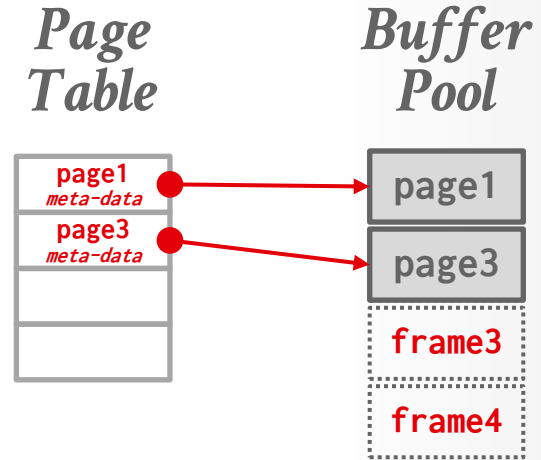 Page
Table
Buffer
Pool
page1
meta-data
page3
meta-data
page1
page3
frame3
frame4